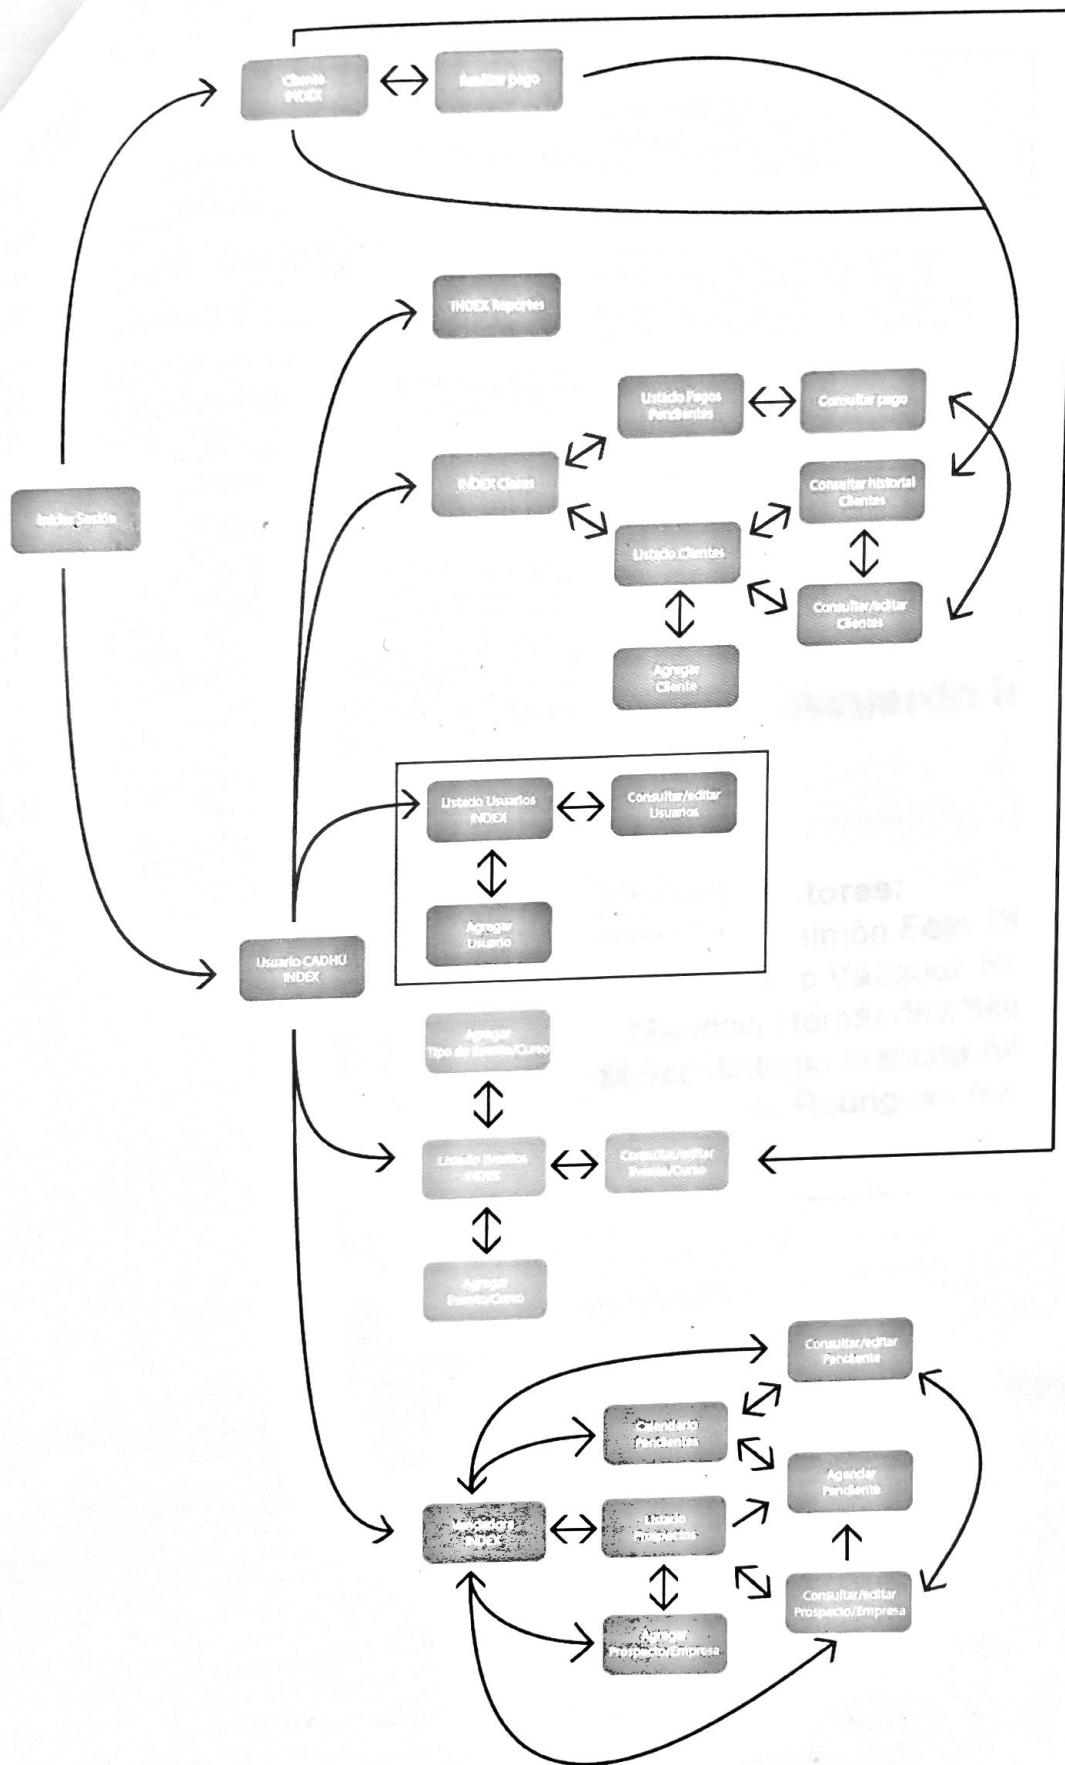 Cliente
INDEX
Realizar pago
INDEX Reportes
Listado Pagos
Pendientes
Consultar pago
INDEX Clases
Consultar historial
Clientes
Iniciar Sesión
Listado Clientes
Consultar/editar
Clientes
Agregar
Cliente
Listado Usuarios
INDEX
Consultar/editar
Usuarios
Agregar
Usuario
Usuario CADHU
INDEX
tores:
Agregar
Tipo de Evento/Curso
Listado Eventos
INDEX
Consultar/editar
Evento/Curso
Agregar
Evento/Curso
Consultar/editar
Pendiente
Calendario
Pendientes
Agendar
Pendiente
INDEX
Listado
Prospectos
Consultar/editar
Prospecto/Empresa
Agregar
Prospecto/Empresa